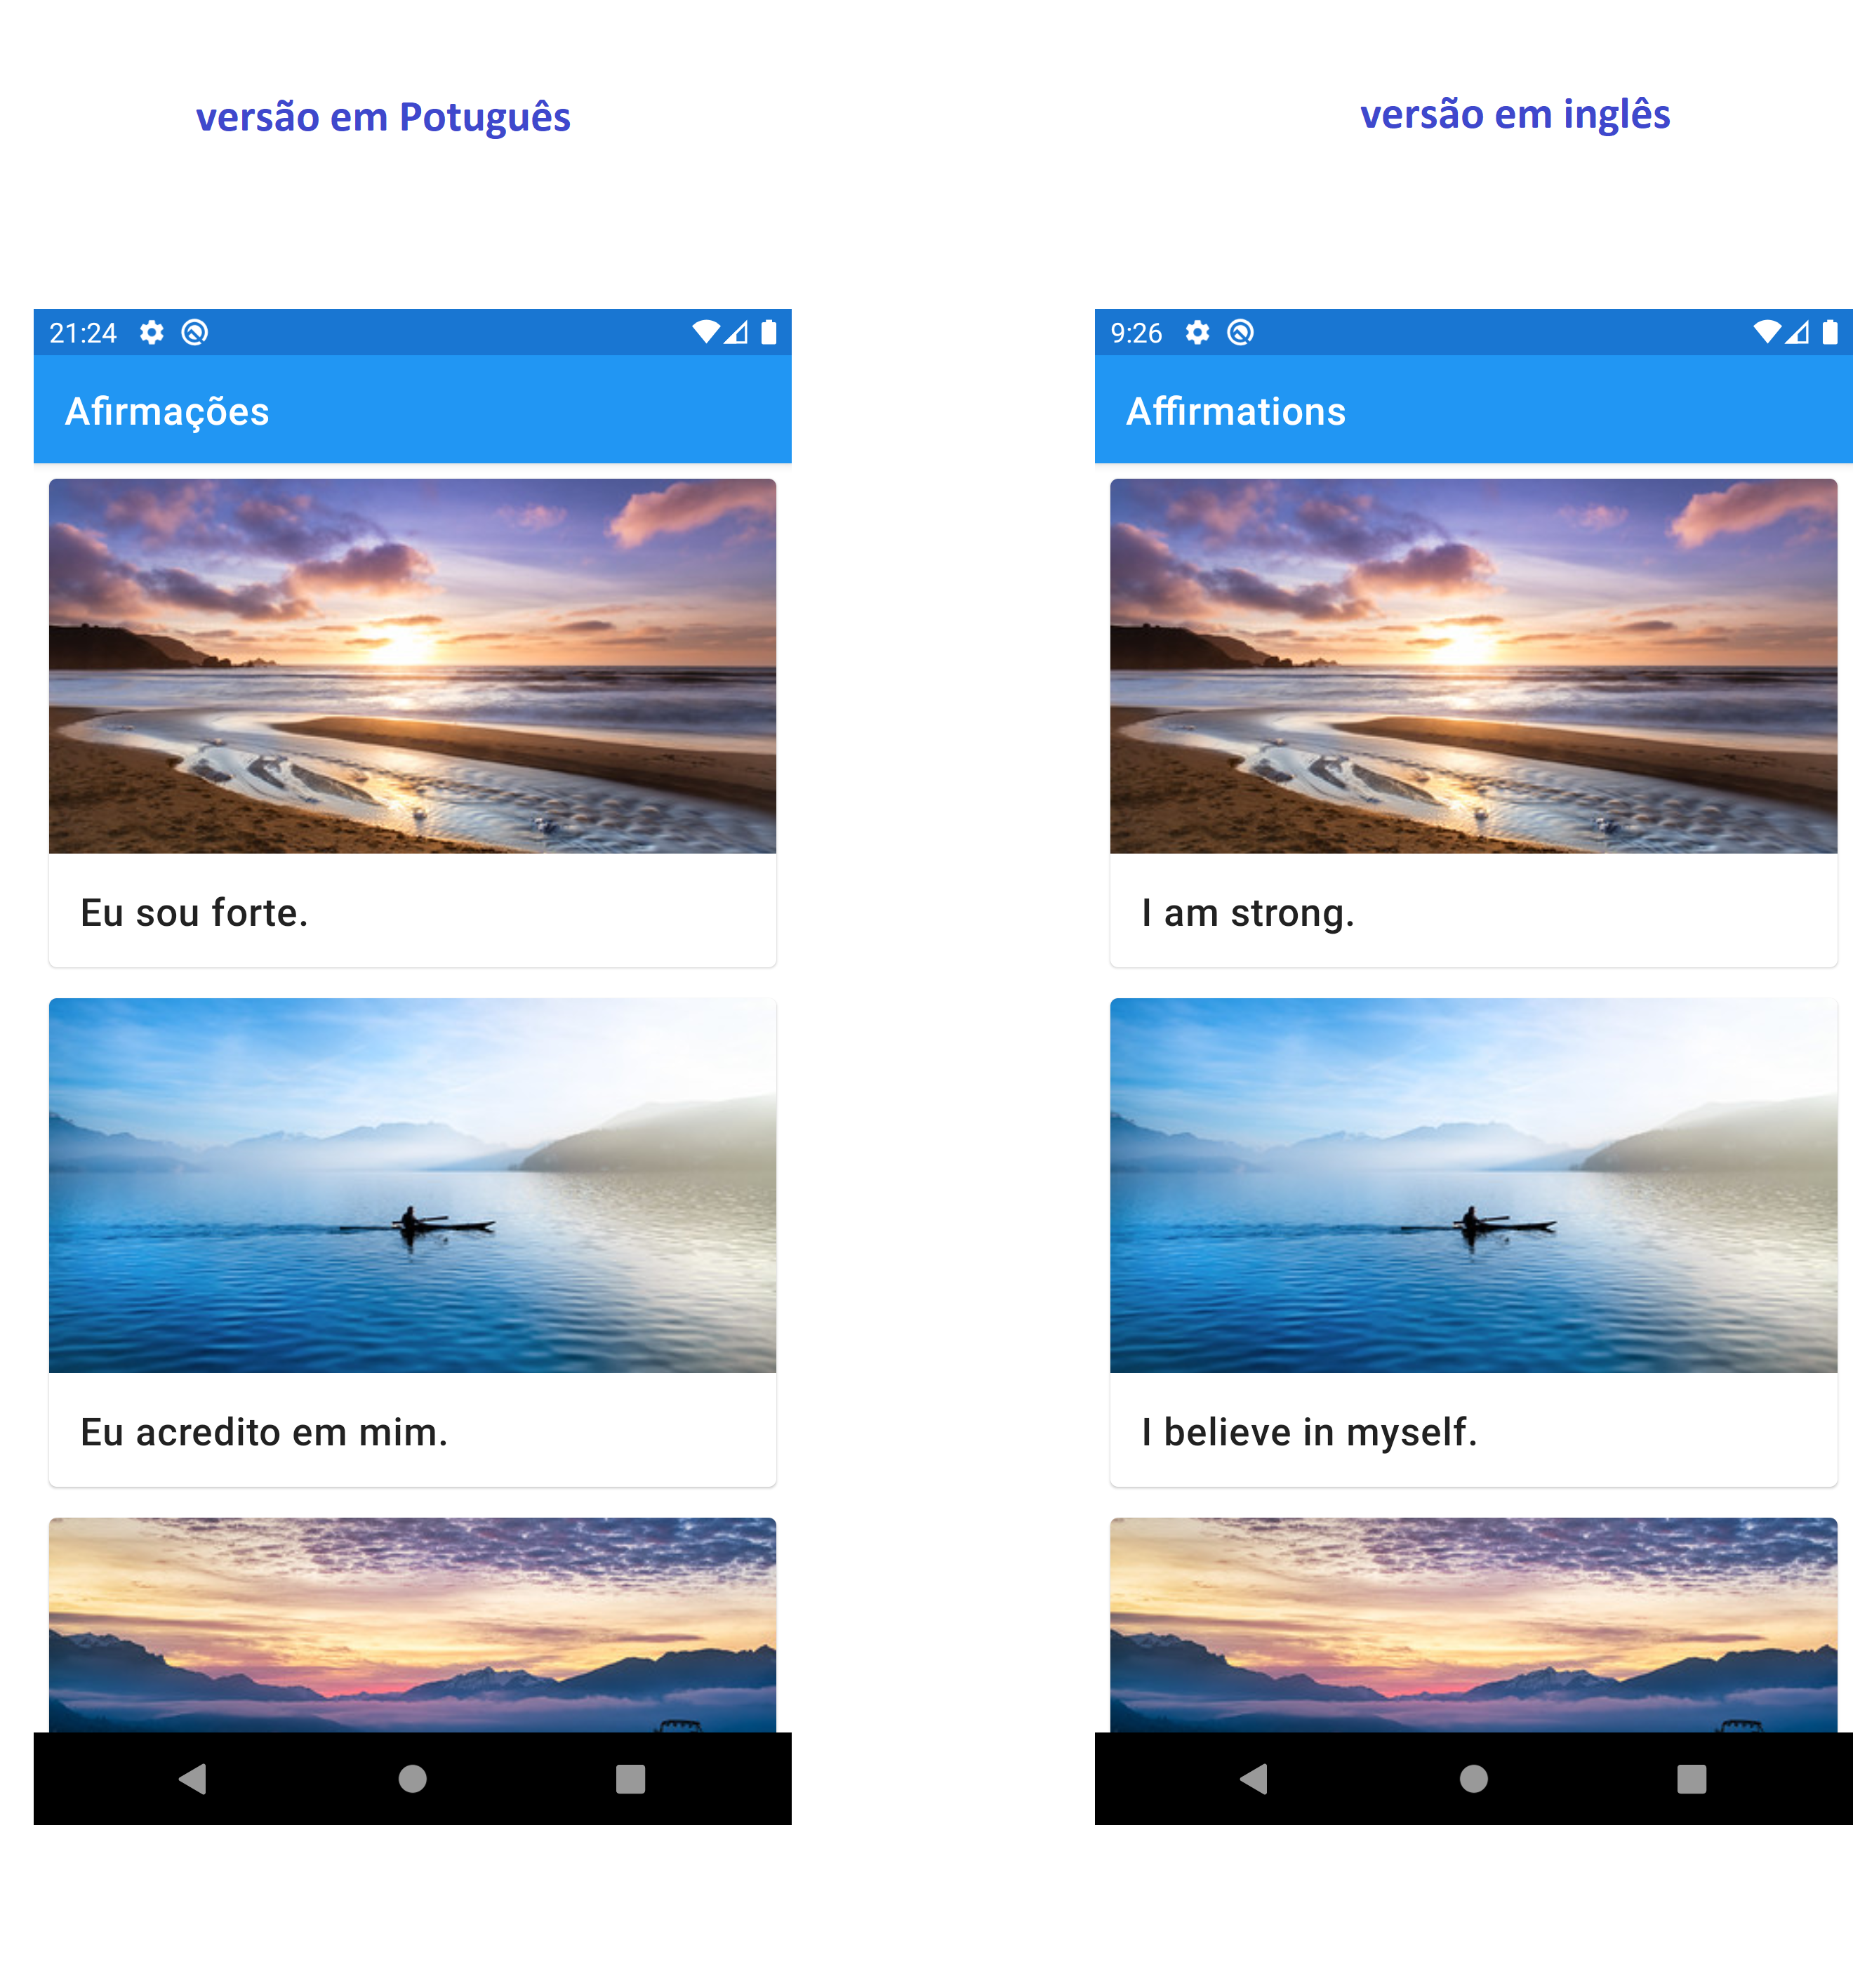 versão em Potuguês
versão em inglês
21:24
Afirmações
Eu sou forte.
Eu acredito em mim.
9:26
Affirmations
I am strong.
I believe in myself.